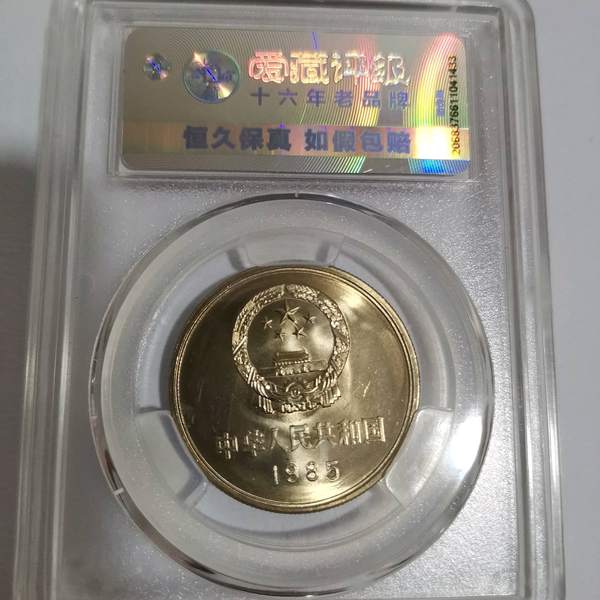 爱藏评级
十六年老品牌
恒久保真 如假包赔
2068376611041433
中华人民共和国
1985